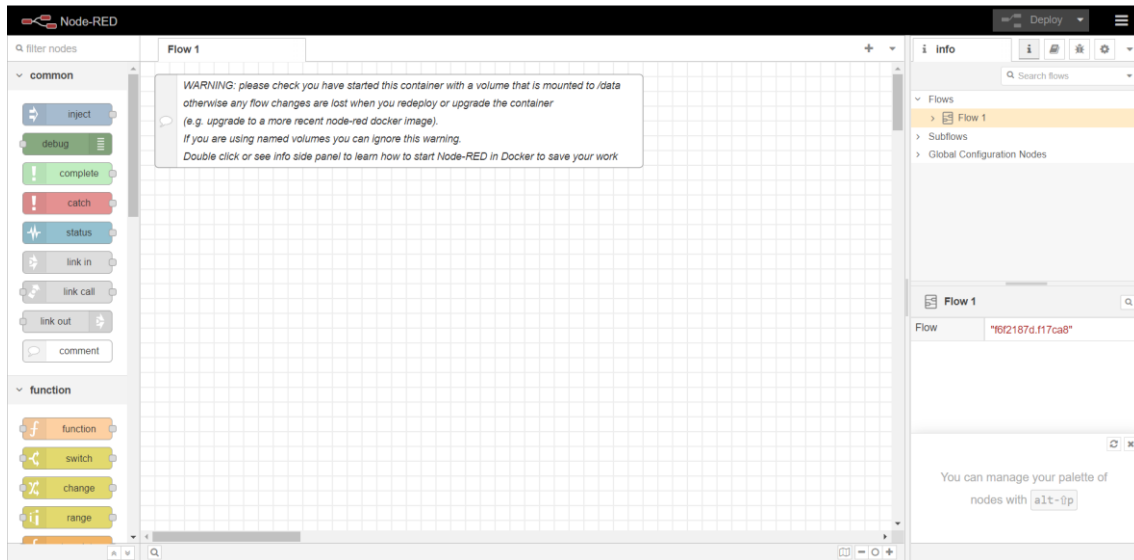 Node-RED
Deploy
filter nodes
Flow 1
info
common
inject
debug
complete
catch
status
link in
link call
link out
comment
function
function
switch
change
range
WARNING: please check you have started this container with a volume that is mounted to /data
otherwise any flow changes are lost when you redeploy or upgrade the container
(e.g. upgrade to a more recent node-red docker image).
If you are using named volumes you can ignore this warning.
Double click or see info side panel to learn how to start Node-RED in Docker to save your work
Search flows
Flows
Flow 1
Subflows
Global Configuration Nodes
Flow 1
Flow "f6f2187d.f17ca8"
You can manage your palette of
nodes with alt-⇧p